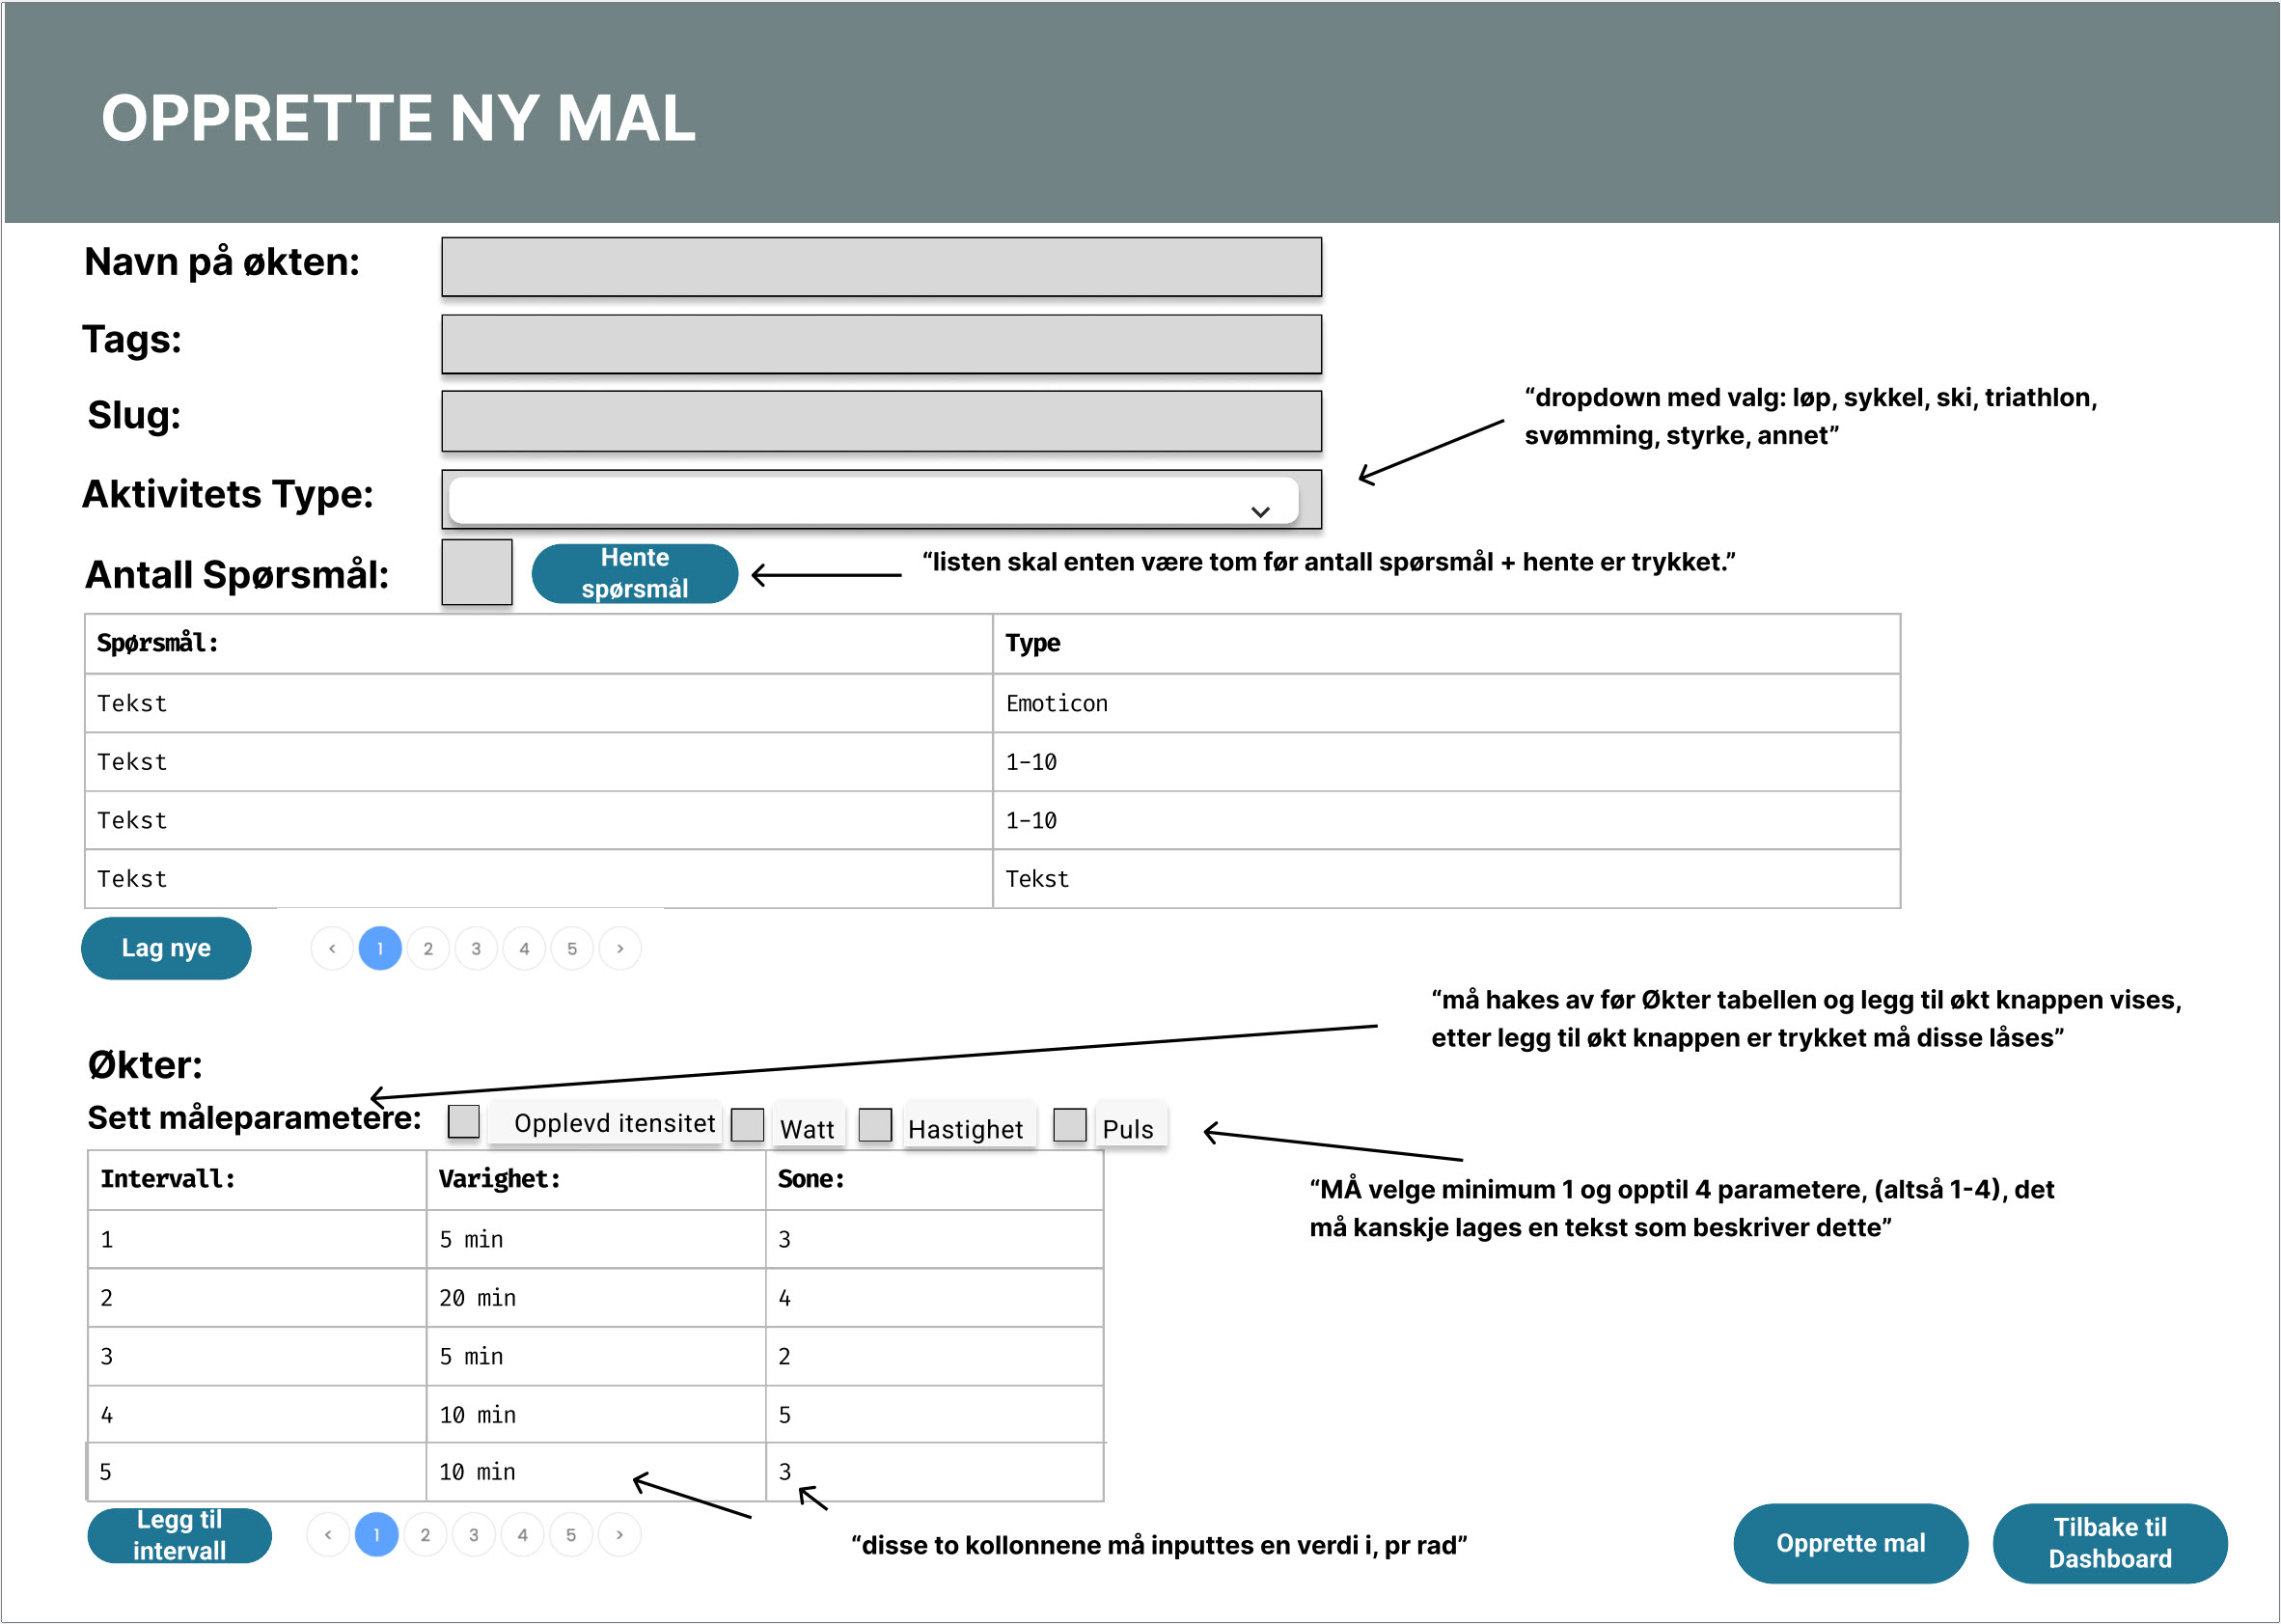 OPPRETTE NY MAL
Navn på økten:
Tags:
Slug:
“dropdown med valg: løp, sykkel, ski, triathlon,
svømming, styrke, annet”
Aktivitets Type:
Antall Spørsmål:
Hente
spørsmål
“listen skal enten være tom før antall spørsmål + hente er trykket.”
Spørsmål: Type
Tekst Emoticon
Tekst 1-10
Tekst 1-10
Tekst Tekst
Lag nye
< 1 2 3 4 5 >
“må hakes av før Økter tabellen og legg til økt knappen vises,
etter legg til økt knappen er trykket må disse låses”
Økter:
Sett måleparametere: Opplevd itensitet Watt Hastighet Puls
“MÅ velge minimum 1 og opptil 4 parametere, (altså 1-4), det
må kanskje lages en tekst som beskriver dette”
Intervall: Varighet: Sone:
1 5 min 3
2 20 min 4
3 5 min 2
4 10 min 5
5 10 min 3
Legg til
intervall
< 1 2 3 4 5 >
“disse to kollonnene må inputtes en verdi i, pr rad”
Opprette mal
Tilbake til
Dashboard